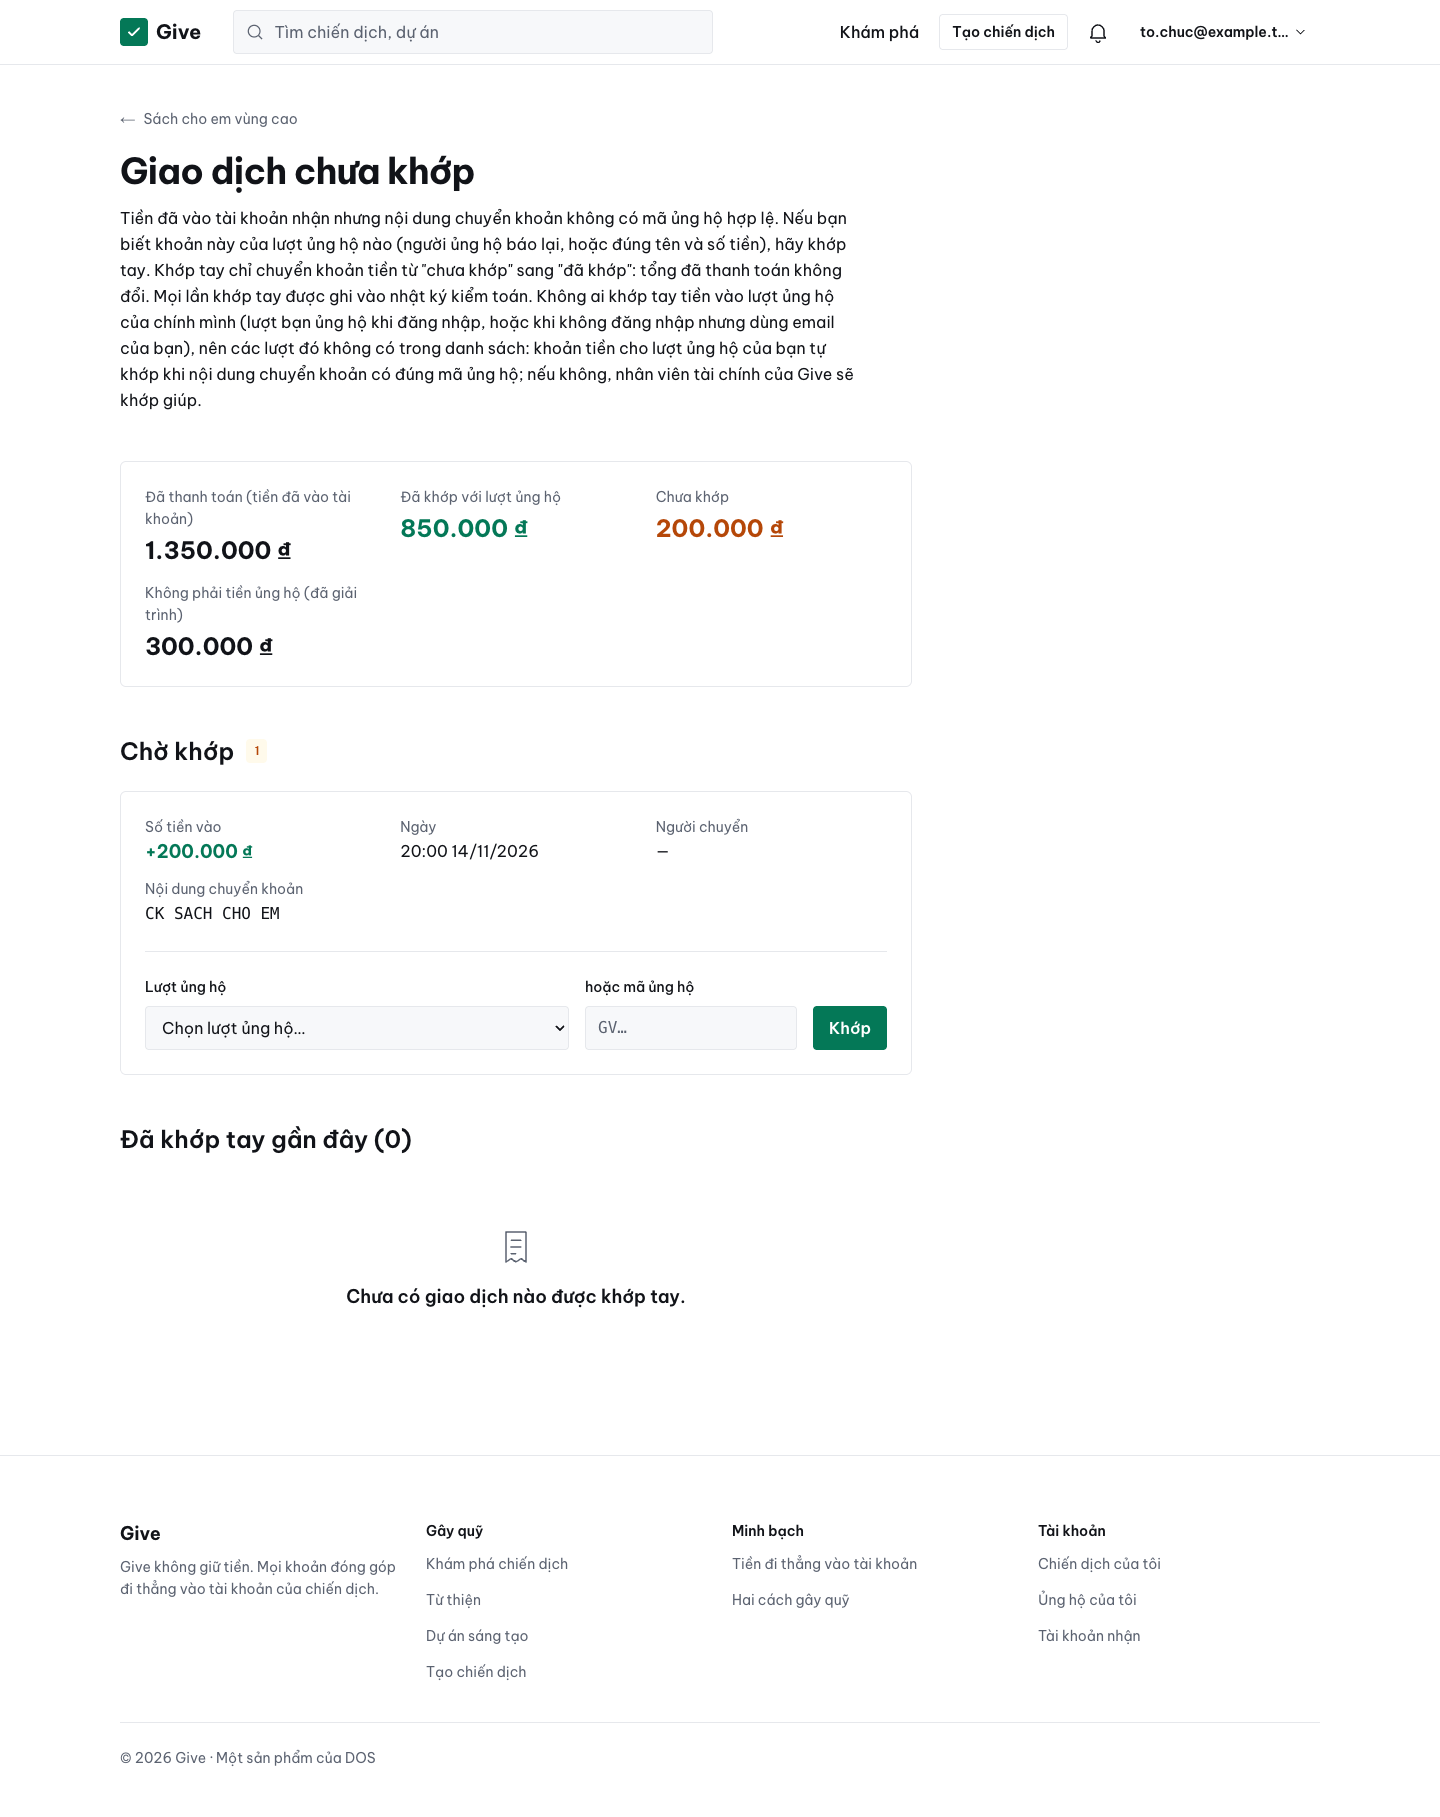 Give
Tìm chiến dịch, dự án
Khám phá
Tạo chiến dịch
to.chuc@example.t...
← Sách cho em vùng cao
Giao dịch chưa khớp
Tiền đã vào tài khoản nhận nhưng nội dung chuyển khoản không có mã ủng hộ hợp lệ. Nếu bạn
biết khoản này của lượt ủng hộ nào (người ủng hộ báo lại, hoặc đúng tên và số tiền), hãy khớp
tay. Khớp tay chỉ chuyển khoản tiền từ "chưa khớp" sang "đã khớp": tổng đã thanh toán không
đổi. Mọi lần khớp tay được ghi vào nhật ký kiểm toán. Không ai khớp tay tiền vào lượt ủng hộ
của chính mình (lượt bạn ủng hộ khi đăng nhập, hoặc khi không đăng nhập nhưng dùng email
của bạn), nên các lượt đó không có trong danh sách: khoản tiền cho lượt ủng hộ của bạn tự
khớp khi nội dung chuyển khoản có đúng mã ủng hộ; nếu không, nhân viên tài chính của Give sẽ
khớp giúp.
Đã thanh toán (tiền đã vào tài
khoản)
1.350.000 ₫
Đã khớp với lượt ủng hộ
850.000 ₫
Chưa khớp
200.000 ₫
Không phải tiền ủng hộ (đã giải
trình)
300.000 ₫
Chờ khớp 1
Số tiền vào
+200.000 ₫
Ngày
20:00 14/11/2026
Người chuyển
—
Nội dung chuyển khoản
CK SACH CHO EM
Lượt ủng hộ
Chọn lượt ủng hộ...
hoặc mã ủng hộ
GV…
Khớp
Đã khớp tay gần đây (0)
Chưa có giao dịch nào được khớp tay.
Give
Give không giữ tiền. Mọi khoản đóng góp
đi thẳng vào tài khoản của chiến dịch.
Gây quỹ
Khám phá chiến dịch
Từ thiện
Dự án sáng tạo
Tạo chiến dịch
Minh bạch
Tiền đi thẳng vào tài khoản
Hai cách gây quỹ
Tài khoản
Chiến dịch của tôi
Ủng hộ của tôi
Tài khoản nhận
© 2026 Give · Một sản phẩm của DOS